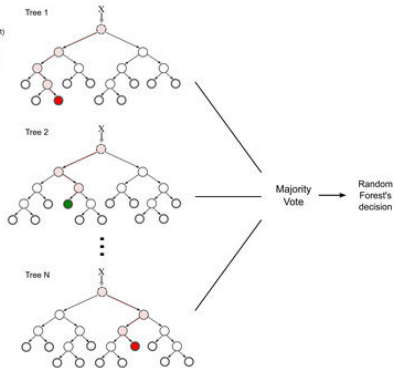 Tree 1
X
Tree 2
X
Majority
Vote
Random
Forest's
decision
Tree N
X